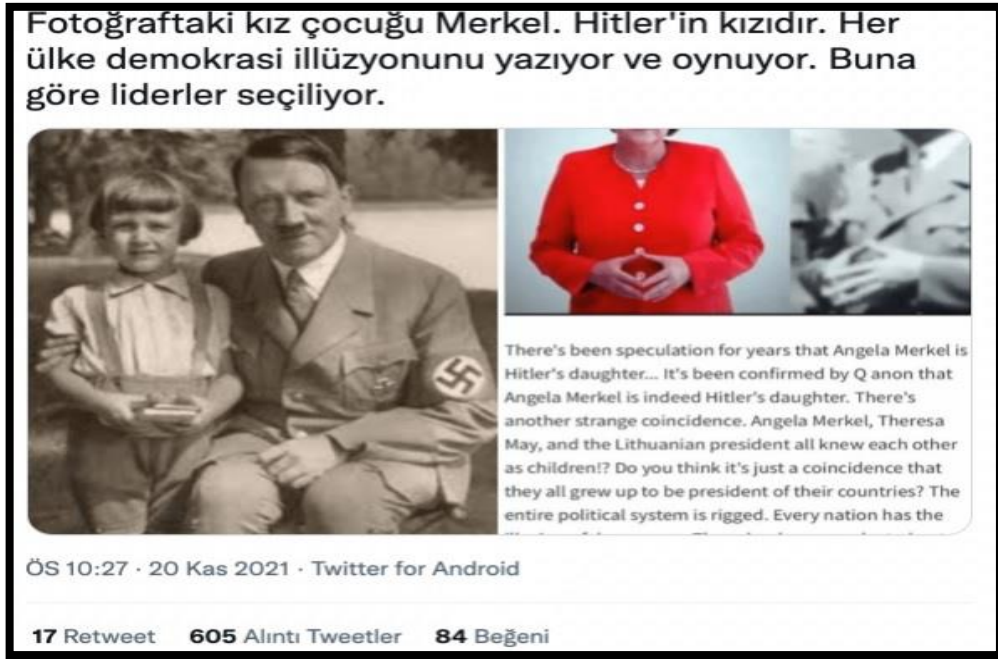 Fotoğraftaki kız çocuğu Merkel. Hitler'in kızıdır. Her
ülke demokrasi illüzyonunu yazıyor ve oynuyor. Buna
göre liderler seçiliyor.
There's been speculation for years that Angela Merkel is
Hitler's daughter... It's been confirmed by Q anon that
Angela Merkel is indeed Hitler's daughter. There's
another strange coincidence. Angela Merkel, Theresa
May, and the Lithuanian president all knew each other
as children!? Do you think it's just a coincidence that
they all grew up to be president of their countries? The
entire political system is rigged. Every nation has the
ÖS 10:27 · 20 Kas 2021 · Twitter for Android
17 Retweet 605 Alıntı Tweetler 84 Beğeni